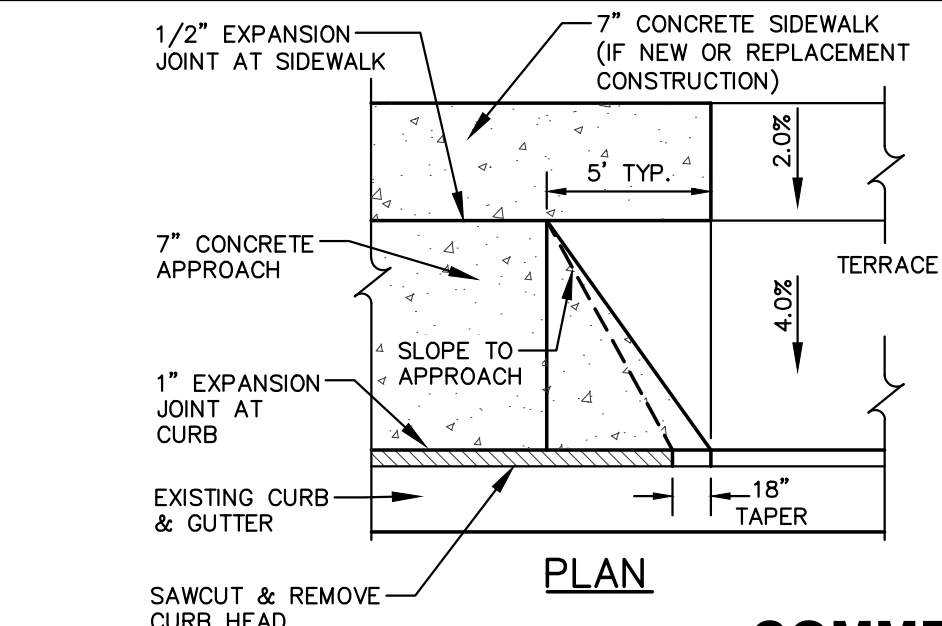 1/2" EXPANSION
JOINT AT SIDEWALK
7" CONCRETE SIDEWALK
(IF NEW OR REPLACEMENT
CONSTRUCTION)
2.0%
5' TYP.
7" CONCRETE
APPROACH
TERRACE
4.0%
SLOPE TO
APPROACH
1" EXPANSION
JOINT AT
CURB
EXISTING CURB
& GUTTER
18"
TAPER
PLAN
SAWCUT & REMOVE
CURB HEAD